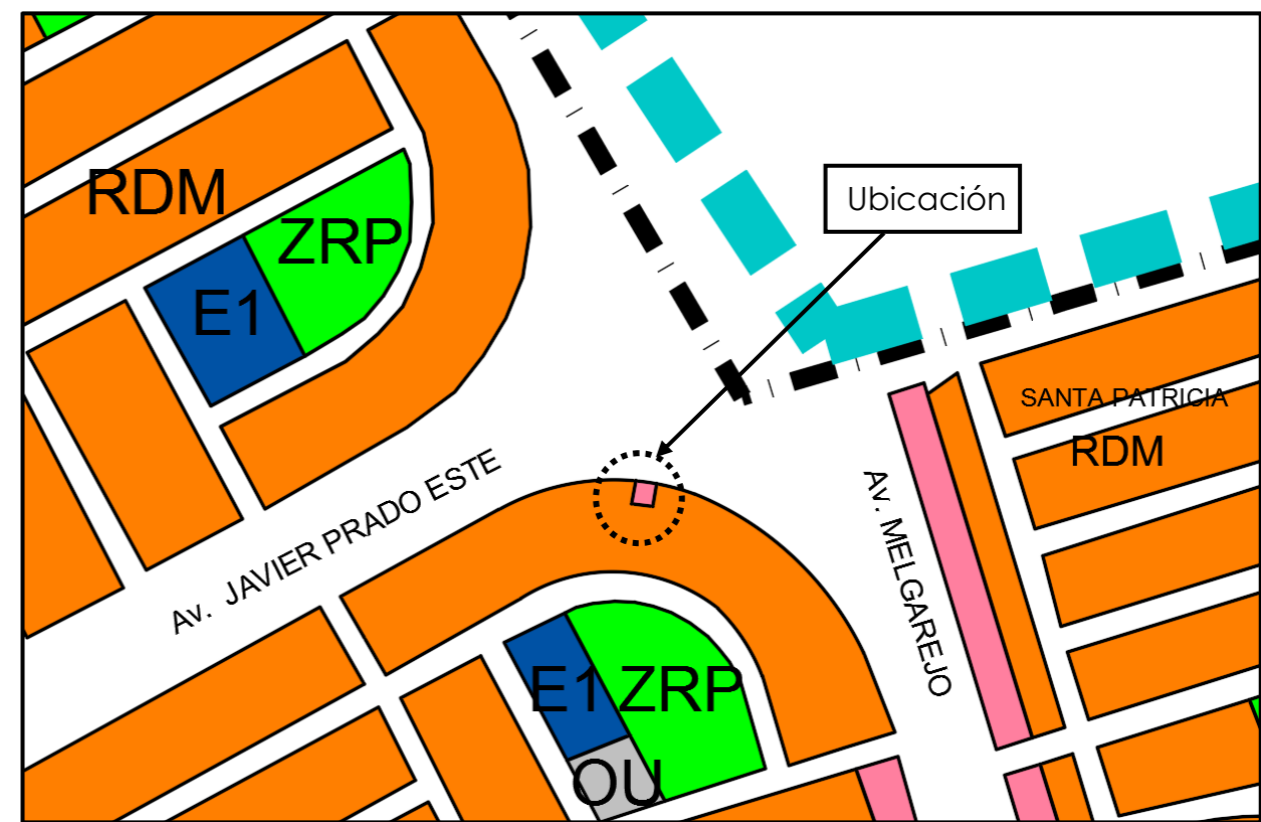 RDM
ZRP
E1
Ubicación
SANTA PATRICIA
RDM
Av. JAVIER PRADO ESTE
Av. MELGAREJO
E1
ZRP
OU